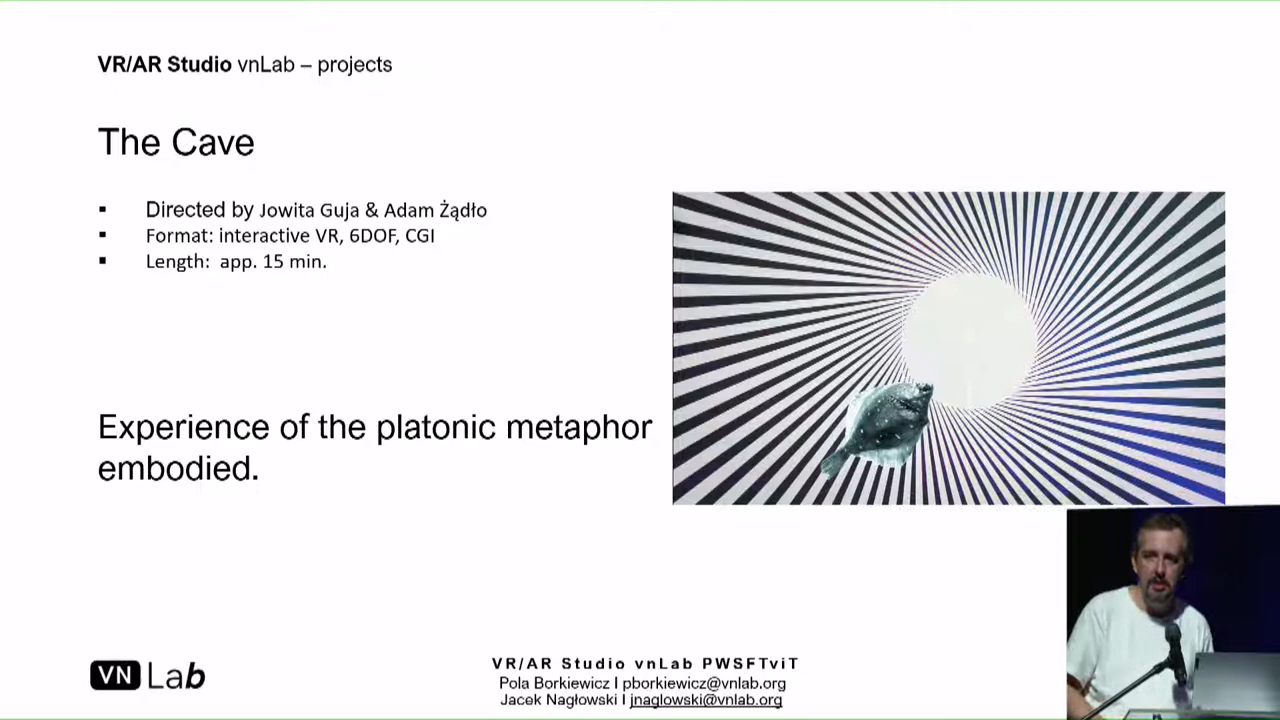 VR/AR Studio vnLab – projects
The Cave
▪ Directed by Jowita Guja & Adam Żądło
▪ Format: interactive VR, 6DOF, CGI
▪ Length: app. 15 min.
Experience of the platonic metaphor
embodied.
VN Lab
VR/AR Studio vnLab PWSFTviT
Pola Borkiewicz I pborkiewicz@vnlab.org
Jacek Nagłowski I jnaglowski@vnlab.org